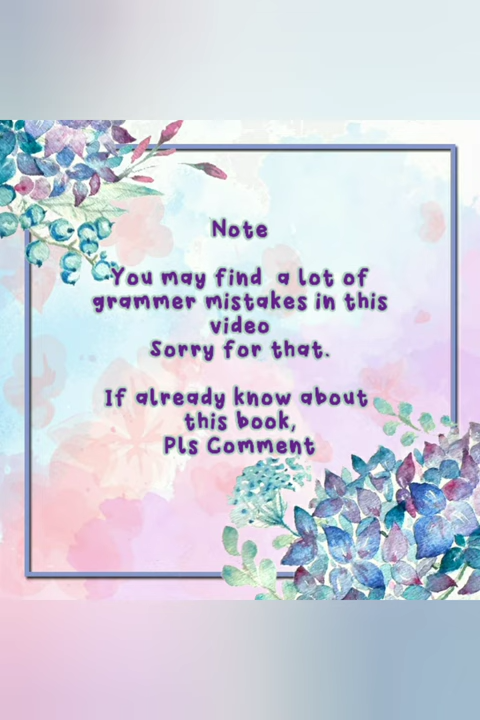 Note
You may find a lot of
grammer mistakes in this
video
Sorry for that.
If already know about
this book,
Pls Comment